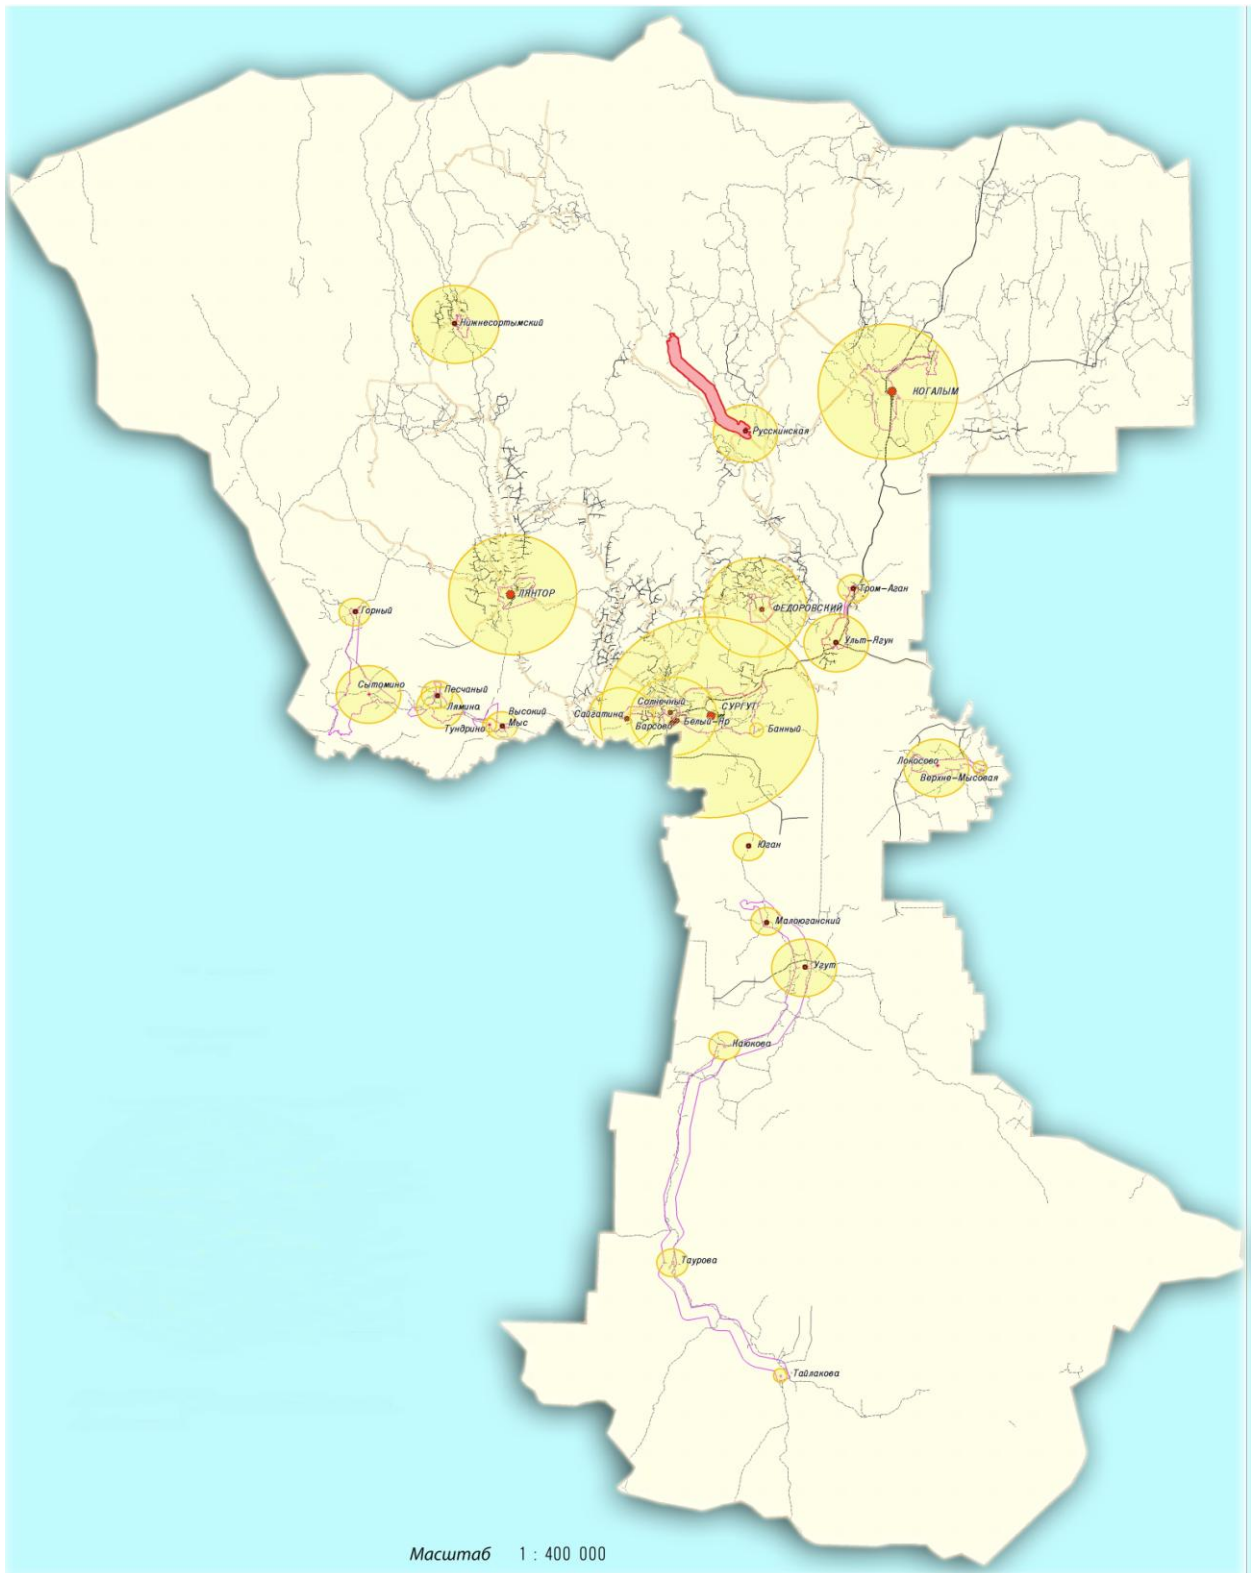 Нижнесортымский
КОГАЛЫМ
Русскинская
Тром-Аган
ЛЯНТОР
ФЕДОРОВСКИЙ
Горный
Ульт-Ягун
Сытомино
Песчаный
Лямина
Высокий
Мыс
Тундрино
Солнечный
СУРГУТ
Сайгатина
Белый-Яр
Барсово
Банный
Локосово
Верхне-Мысовая
Юган
Малоюганский
Угут
Каюкова
Таурова
Тайлакова
Масштаб 1 : 400 000